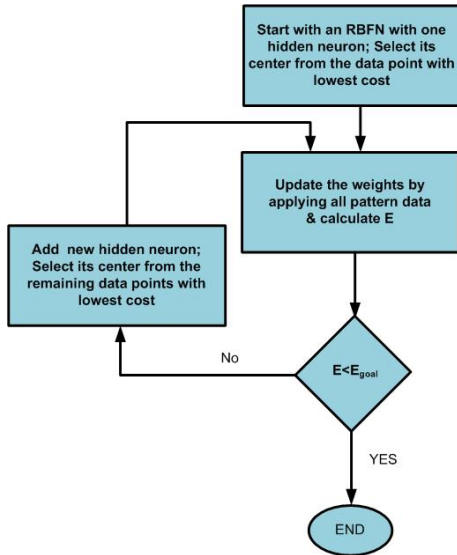 Start with an RBFN with one
hidden neuron; Select its
center from the data point with
lowest cost
Update the weights by
applying all pattern data
& calculate E
Add new hidden neuron;
Select its center from the
remaining data points with
lowest cost
No
E<Egoal
YES
END